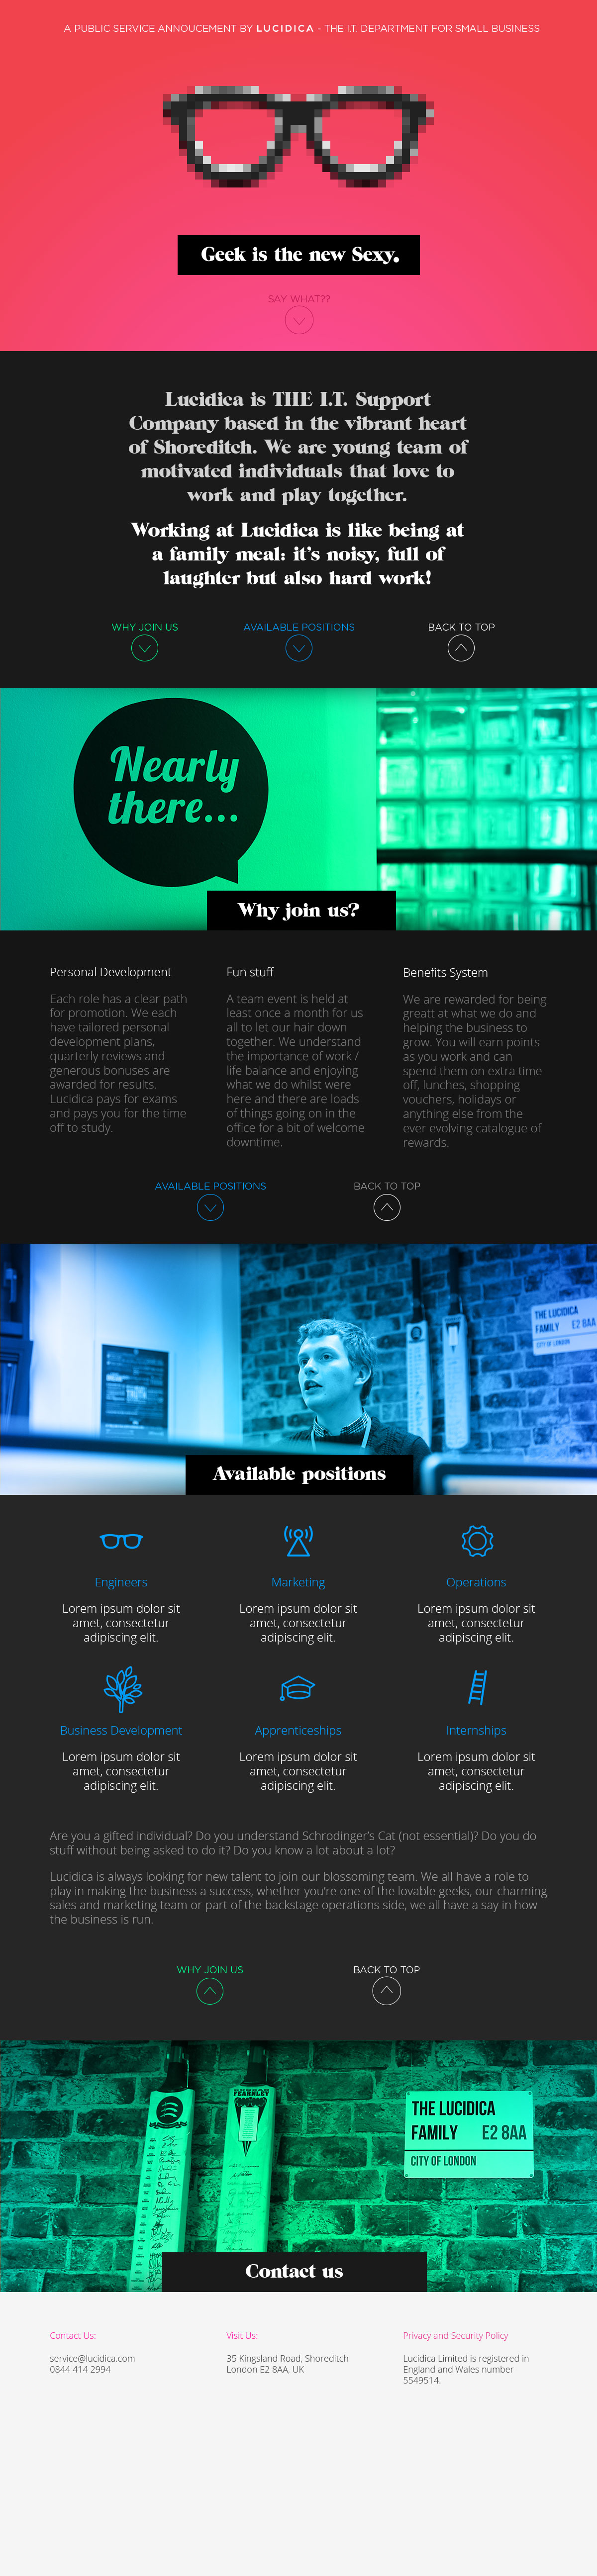 A PUBLIC SERVICE ANNOUCEMENT BY LUCIDICA - THE I.T. DEPARTMENT FOR SMALL BUSINESS
Geek is the new Sexy.
SAY WHAT??
Lucidica is THE I.T. Support
Company based in the vibrant heart
of Shoreditch. We are young team of
motivated individuals that love to
work and play together.
Working at Lucidica is like being at
a family meal: it's noisy, full of
laughter but also hard work!
WHY JOIN US
AVAILABLE POSITIONS
BACK TO TOP
Nearly
there...
Why join us?
Personal Development
Each role has a clear path
for promotion. We each
have tailored personal
development plans,
quarterly reviews and
generous bonuses are
awarded for results.
Lucidica pays for exams
and pays you for the time
off to study.
Fun stuff
A team event is held at
least once a month for us
all to let our hair down
together. We understand
the importance of work /
life balance and enjoying
what we do whilst were
here and there are loads
of things going on in the
office for a bit of welcome
downtime.
Benefits System
We are rewarded for being
greatt at what we do and
helping the business to
grow. You will earn points
as you work and can
spend them on extra time
off, lunches, shopping
vouchers, holidays or
anything else from the
ever evolving catalogue of
rewards.
AVAILABLE POSITIONS
BACK TO TOP
THE LUCIDICA
FAMILY E2 8AA
CITY OF LONDON
Available positions
Engineers
Lorem ipsum dolor sit
amet, consectetur
adipiscing elit.
Marketing
Lorem ipsum dolor sit
amet, consectetur
adipiscing elit.
Operations
Lorem ipsum dolor sit
amet, consectetur
adipiscing elit.
Business Development
Lorem ipsum dolor sit
amet, consectetur
adipiscing elit.
Apprenticeships
Lorem ipsum dolor sit
amet, consectetur
adipiscing elit.
Internships
Lorem ipsum dolor sit
amet, consectetur
adipiscing elit.
Are you a gifted individual? Do you understand Schrodinger's Cat (not essential)? Do you do
stuff without being asked to do it? Do you know a lot about a lot?
Lucidica is always looking for new talent to join our blossoming team. We all have a role to
play in making the business a success, whether you're one of the lovable geeks, our charming
sales and marketing team or part of the backstage operations side, we all have a say in how
the business is run.
WHY JOIN US
BACK TO TOP
FEARNLEY
THE LUCIDICA
FAMILY E2 8AA
CITY OF LONDON
Contact us
Contact Us:
service@lucidica.com
0844 414 2994
Visit Us:
35 Kingsland Road, Shoreditch
London E2 8AA, UK
Privacy and Security Policy
Lucidica Limited is registered in
England and Wales number
5549514.